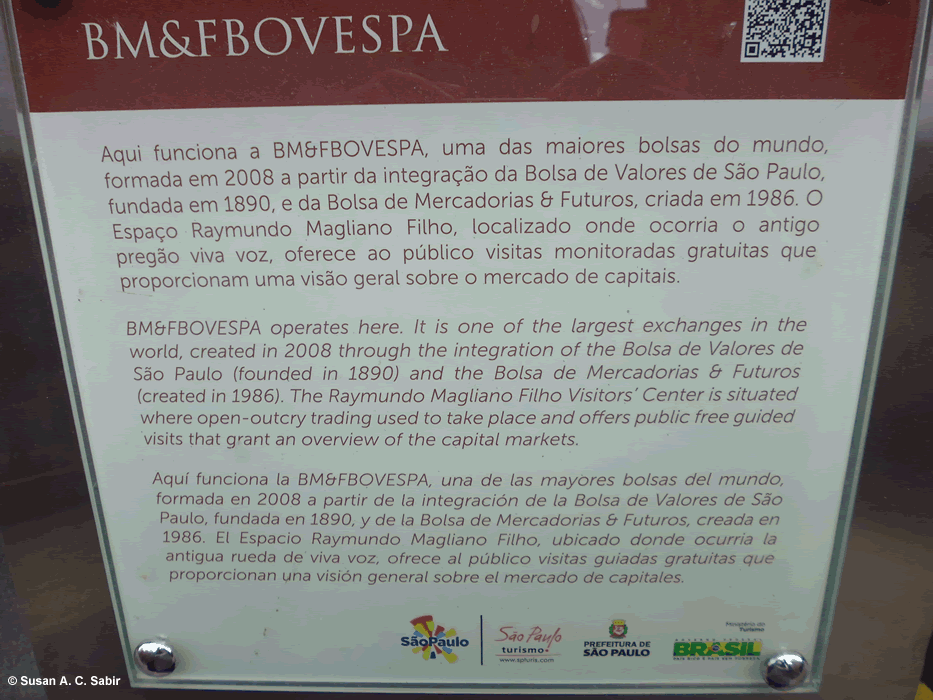 BM&FBOVESPA
Aqui funciona a BM&FBOVESPA, uma das maiores bolsas do mundo,
formada em 2008 a partir da integração da Bolsa de Valores de São Paulo,
fundada em 1890, e da Bolsa de Mercadorias & Futuros, criada em 1986. O
Espaço Raymundo Magliano Filho, localizado onde ocorria o antigo
pregão viva voz, oferece ao público visitas monitoradas gratuitas que
proporcionam uma visão geral sobre o mercado de capitais.
BM&FBOVESPA operates here. It is one of the largest exchanges in the
world, created in 2008 through the integration of the Bolsa de Valores de
São Paulo (founded in 1890) and the Bolsa de Mercadorias & Futuros
(created in 1986). The Raymundo Magliano Filho Visitors' Center is situated
where open-outcry trading used to take place and offers public free guided
visits that grant an overview of the capital markets.
Aquí funciona la BM&FBOVESPA, una de las mayores bolsas del mundo,
formada en 2008 a partir de la integración de la Bolsa de Valores de São
Paulo, fundada en 1890, y de la Bolsa de Mercadorias & Futuros, creada en
1986. El Espacio Raymundo Magliano Filho, ubicado donde ocurría la
antigua rueda de viva voz, ofrece al público visitas guiadas gratuitas que
proporcionan una visión general sobre el mercado de capitales.
SãoPaulo
São Paulo
turismo
www.spturis.com
PREFEITURA DE
SÃO PAULO
Ministério do
Turismo
GOVERNO FEDERAL
BRASIL
PAÍS RICO É PAÍS SEM POBREZA
© Susan A. C. Sabir